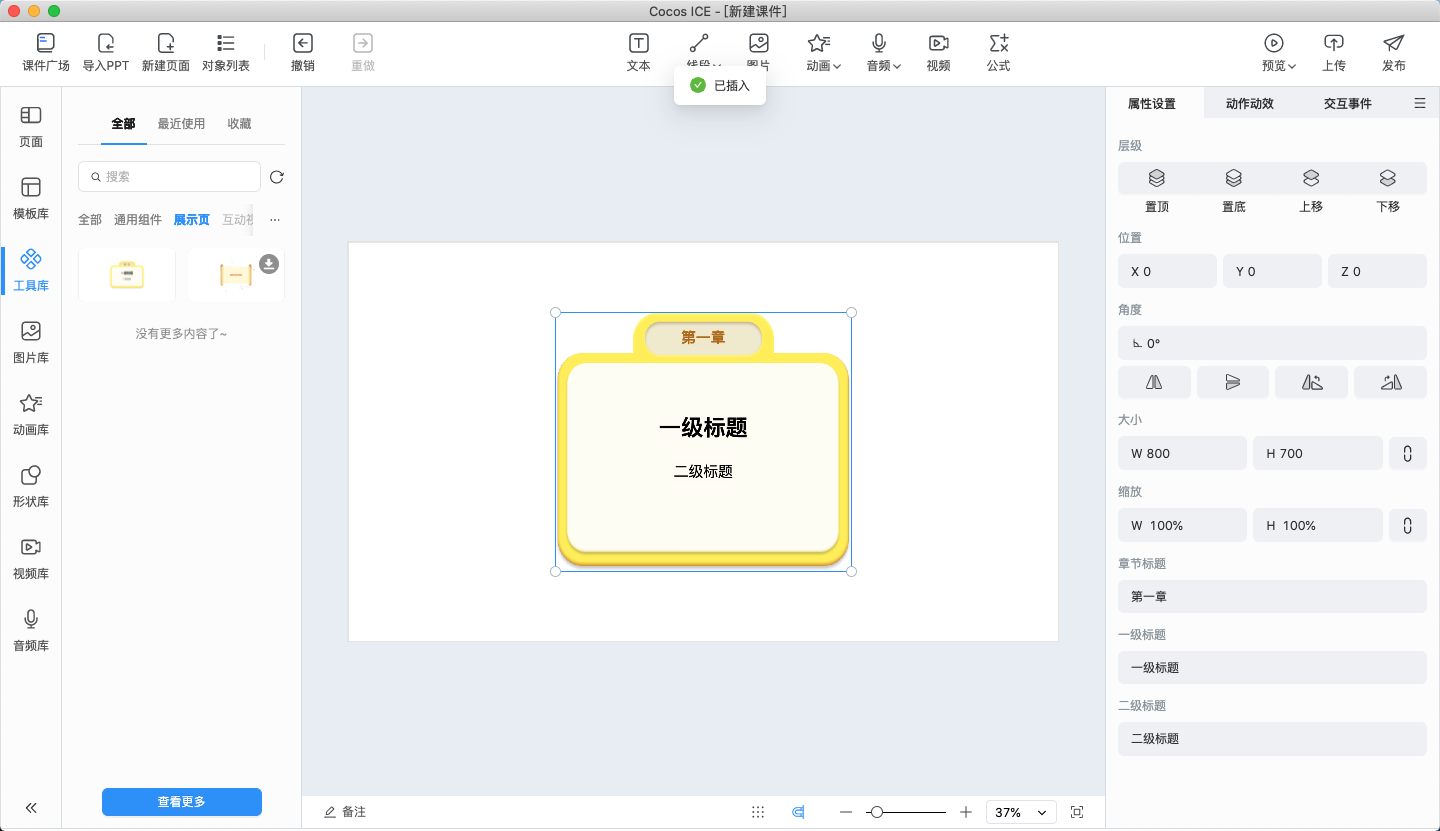 Cocos ICE - [新建课件]
课件广场 导入PPT 新建页面 对象列表 撤销 重做 文本 线段 图片 动画 音频 视频 公式 预览 上传 发布
已插入
页面
模板库
工具库
图片库
动画库
形状库
视频库
音频库
全部 最近使用 收藏
搜索
全部 通用组件 展示页 互动
没有更多内容了~
查看更多
第一章
一级标题
二级标题
备注
37%
属性设置 动作动效 交互事件
层级
置顶 置底 上移 下移
位置
X 0 Y 0 Z 0
角度
0°
大小
W 800 H 700
缩放
W 100% H 100%
章节标题
第一章
一级标题
一级标题
二级标题
二级标题